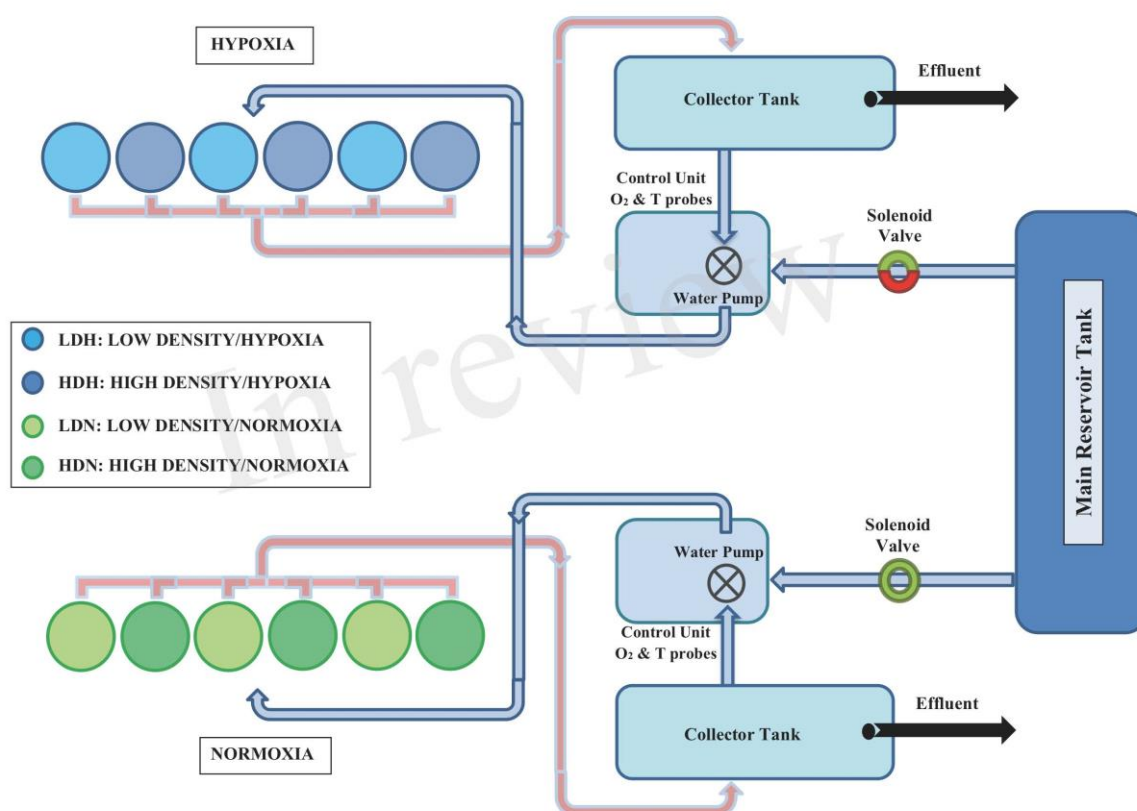 HYPOXIA
Collector Tank
Effluent
Control Unit
O₂ & T probes
Water Pump
Solenoid
Valve
Main Reservoir Tank
LDH: LOW DENSITY/HYPOXIA
HDH: HIGH DENSITY/HYPOXIA
LDN: LOW DENSITY/NORMOXIA
HDN: HIGH DENSITY/NORMOXIA
In review
Water Pump
Solenoid
Valve
Control Unit
O₂ & T probes
Collector Tank
Effluent
NORMOXIA